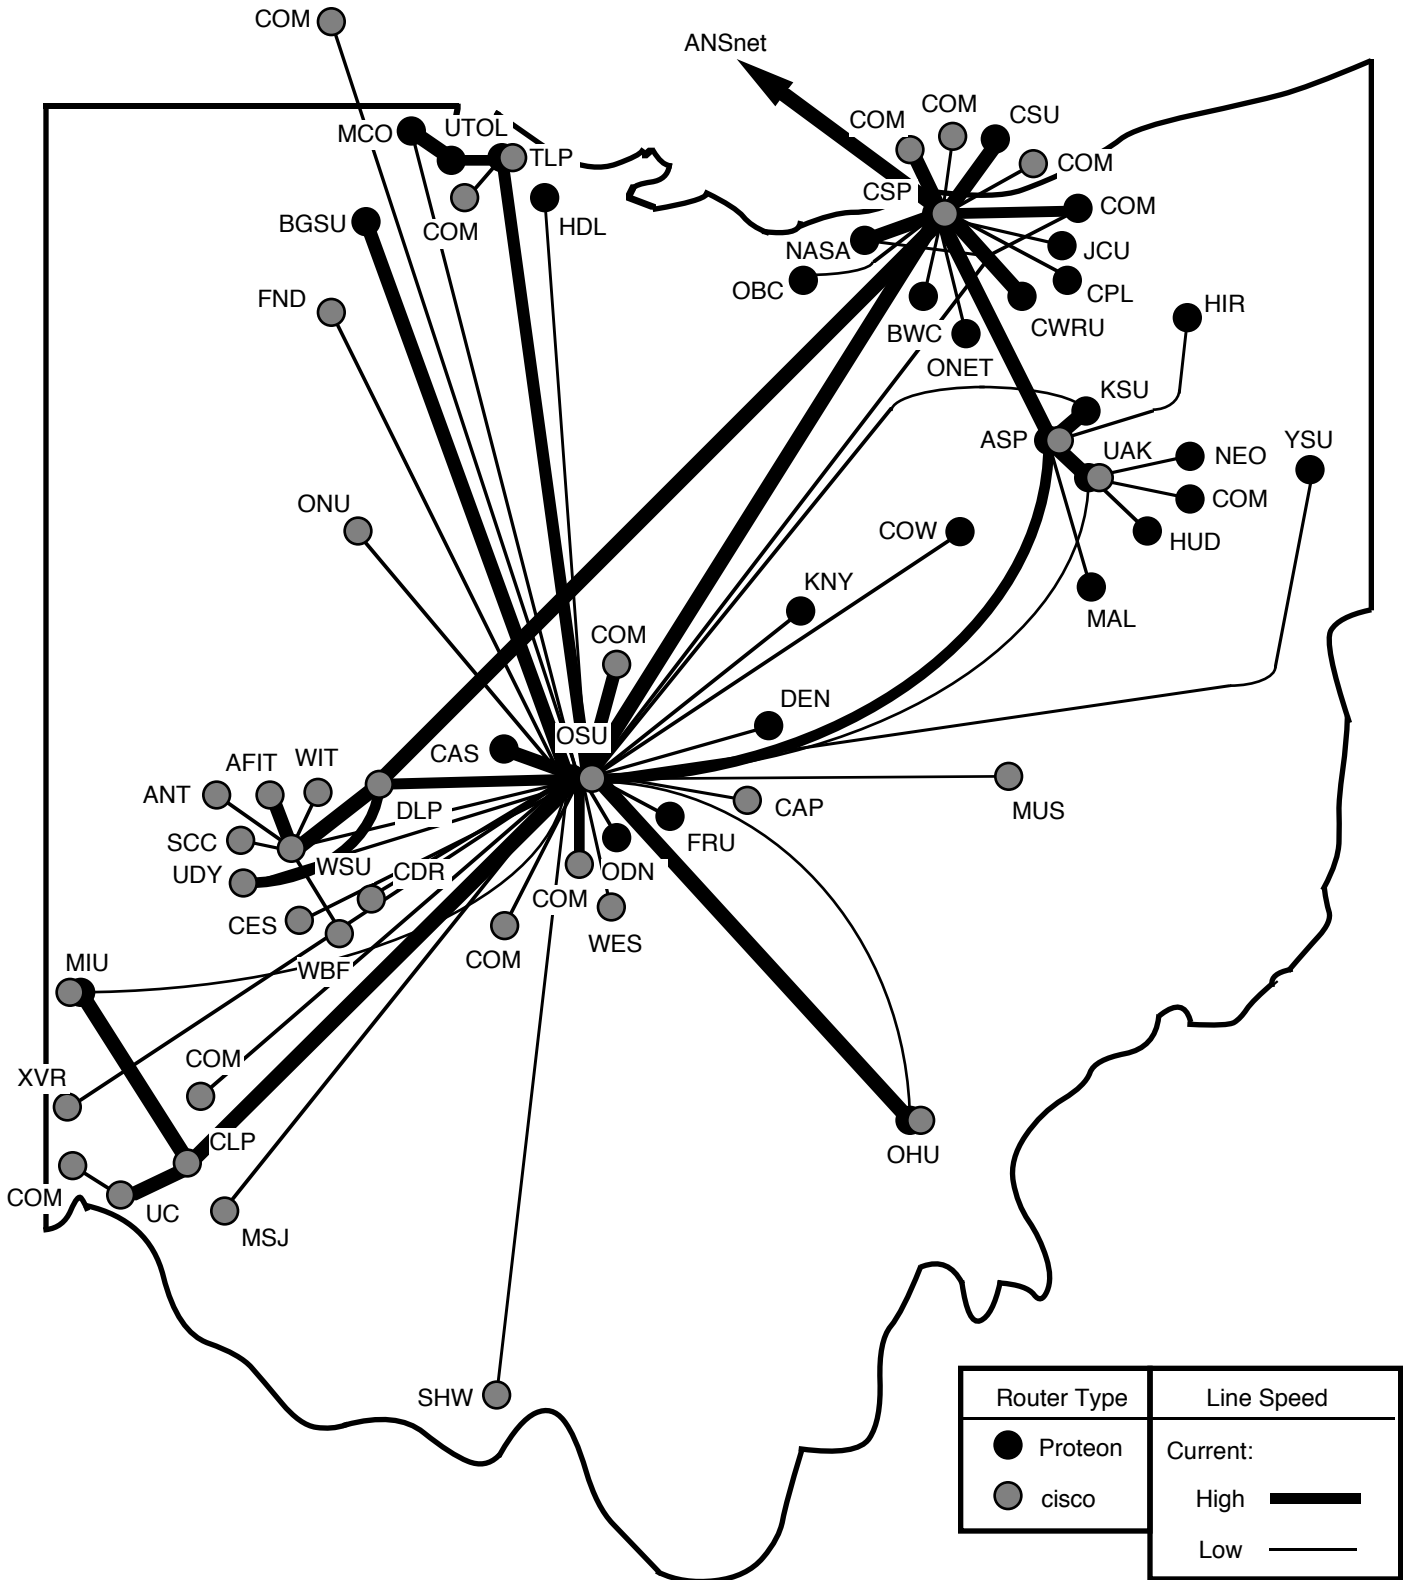 COM
ANSnet
COM
COM
CSU
MCO
UTOL
TLP
COM
CSP
COM
BGSU
COM
HDL
NASA
JCU
OBC
CPL
FND
HIR
BWC
CWRU
ONET
KSU
ASP
UAK
YSU
NEO
ONU
COM
COW
HUD
KNY
MAL
COM
DEN
OSU
CAS
AFIT
WIT
ANT
DLP
CAP
MUS
SCC
WSU
FRU
UDY
CDR
ODN
COM
CES
WES
COM
MIU
WBF
COM
XVR
CLP
OHU
COM
UC
MSJ
SHW
Router Type
Line Speed
Proteon
Current:
cisco
High
Low